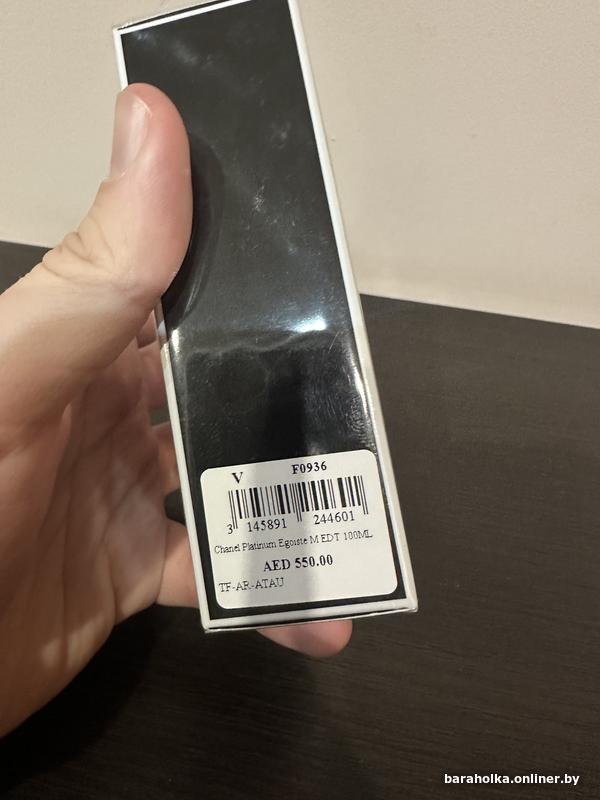 V F0936
3 145891 244601
Chanel Platinum Egoiste M EDT 100ML
AED 550.00
TF-AR-ATAU
baraholka.onliner.by